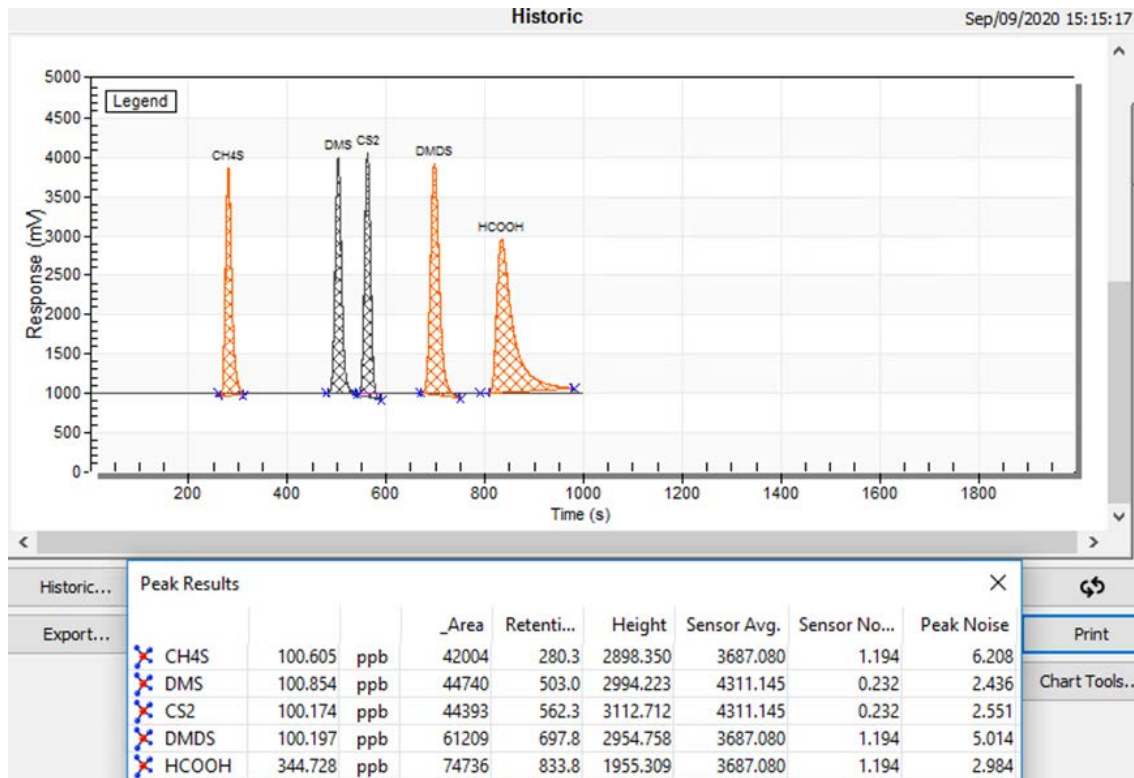 Historic Sep/09/2020 15:15:17
5000
Legend
4500
4000
3500
3000
2500
2000
1500
1000
500
0
Response (mV)
CH4S
DMS CS2
DMDS
HCOOH
200 400 600 800 1000 1200 1400 1600 1800
Time (s)
Historic...
Export...
Peak Results
_Area Retenti... Height Sensor Avg. Sensor No... Peak Noise
CH4S 100.605 ppb 42004 280.3 2898.350 3687.080 1.194 6.208
DMS 100.854 ppb 44740 503.0 2994.223 4311.145 0.232 2.436
CS2 100.174 ppb 44393 562.3 3112.712 4311.145 0.232 2.551
DMDS 100.197 ppb 61209 697.8 2954.758 3687.080 1.194 5.014
HCOOH 344.728 ppb 74736 833.8 1955.309 3687.080 1.194 2.984
Print
Chart Tools..